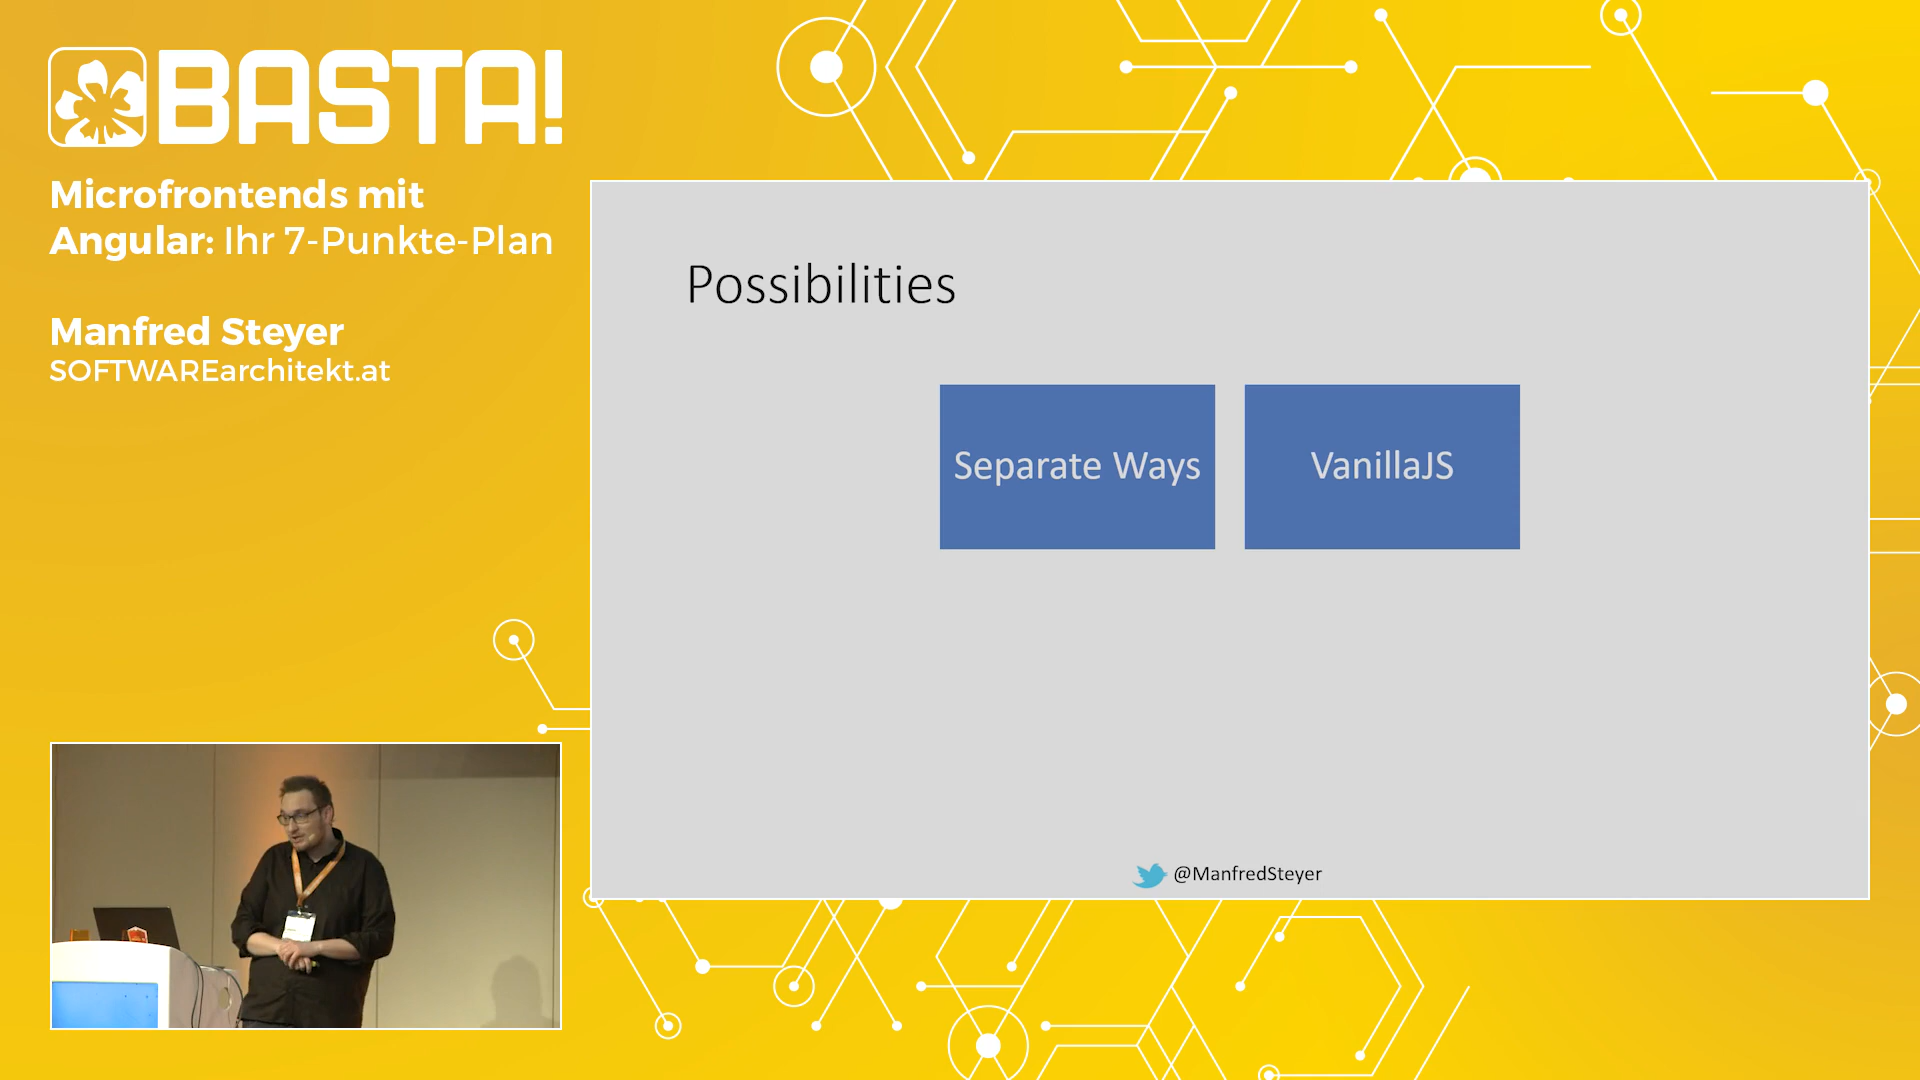 BASTA!
Microfrontends mit
Angular: Ihr 7-Punkte-Plan
Manfred Steyer
SOFTWAREarchitekt.at
Possibilities
Separate Ways
VanillaJS
@ManfredSteyer